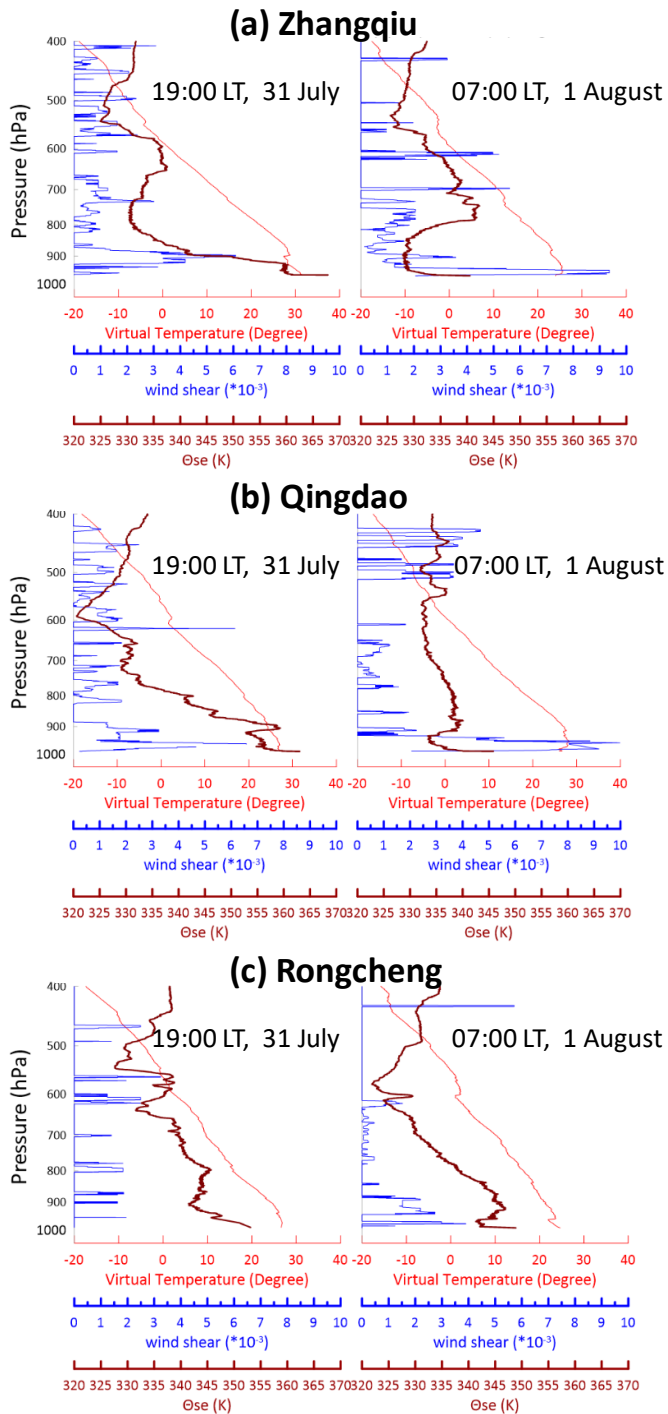 (a) Zhangqiu
19:00 LT, 31 July
07:00 LT, 1 August
Pressure (hPa)
400
500
600
700
800
900
1000
-20 -10 0 10 20 30 40
-20 -10 0 10 20 30 40
Virtual Temperature (Degree)
Virtual Temperature (Degree)
0 1 2 3 4 5 6 7 8 9 10
0 1 2 3 4 5 6 7 8 9 10
wind shear (*10-3)
wind shear (*10-3)
320 325 330 335 340 345 350 355 360 365 370
320 325 330 335 340 345 350 355 360 365 370
Θse (K)
Θse (K)
(b) Qingdao
19:00 LT, 31 July
07:00 LT, 1 August
Pressure (hPa)
400
500
600
700
800
900
1000
-20 -10 0 10 20 30 40
-20 -10 0 10 20 30 40
Virtual Temperature (Degree)
Virtual Temperature (Degree)
0 1 2 3 4 5 6 7 8 9 10
0 1 2 3 4 5 6 7 8 9 10
wind shear (*10-3)
wind shear (*10-3)
320 325 330 335 340 345 350 355 360 365 370
320 325 330 335 340 345 350 355 360 365 370
Θse (K)
Θse (K)
(c) Rongcheng
19:00 LT, 31 July
07:00 LT, 1 August
Pressure (hPa)
400
500
600
700
800
900
1000
-20 -10 0 10 20 30 40
-20 -10 0 10 20 30 40
Virtual Temperature (Degree)
Virtual Temperature (Degree)
0 1 2 3 4 5 6 7 8 9 10
0 1 2 3 4 5 6 7 8 9 10
wind shear (*10-3)
wind shear (*10-3)
320 325 330 335 340 345 350 355 360 365 370
320 325 330 335 340 345 350 355 360 365 370
Θse (K)
Θse (K)